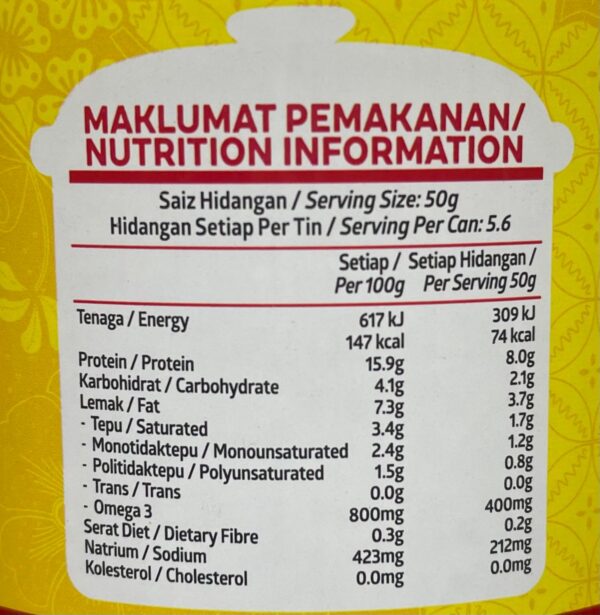 MAKLUMAT PEMAKANAN/
NUTRITION INFORMATION
Saiz Hidangan / Serving Size: 50g
Hidangan Setiap Per Tin / Serving Per Can: 5.6
Setiap / Setiap Hidangan /
Per 100g Per Serving 50g
Tenaga / Energy 617 kJ 309 kJ
147 kcal 74 kcal
Protein / Protein 15.9g 8.0g
Karbohidrat / Carbohydrate 4.1g 2.1g
Lemak / Fat 7.3g 3.7g
- Tepu / Saturated 3.4g 1.7g
- Monotidaktepu / Monounsaturated 2.4g 1.2g
- Politidaktepu / Polyunsaturated 1.5g 0.8g
- Trans / Trans 0.0g 0.0g
- Omega 3 800mg 400mg
Serat Diet / Dietary Fibre 0.3g 0.2g
Natrium / Sodium 423mg 212mg
Kolesterol / Cholesterol 0.0mg 0.0mg